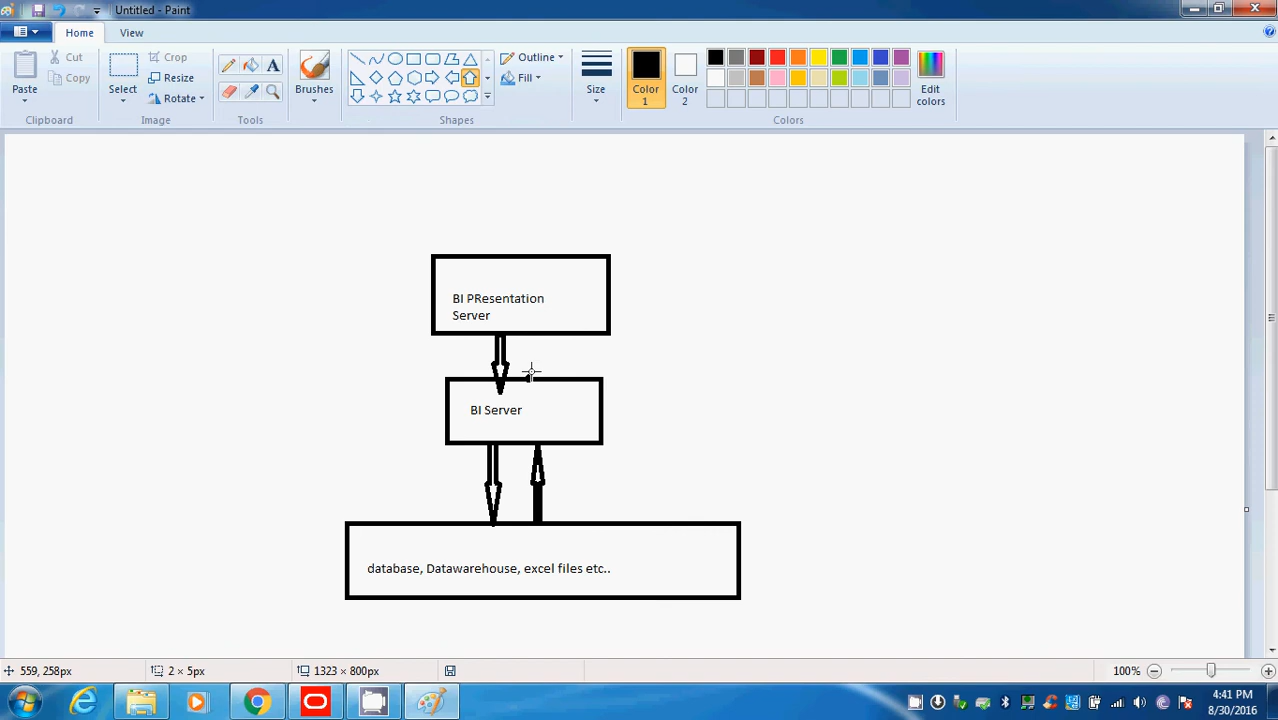 Untitled - Paint
Home View
Paste
Cut
Copy
Clipboard
Select
Crop
Resize
Rotate
Image
Tools
Brushes
Shapes
Outline
Fill
Size
Color 1
Color 2
Edit colors
Colors
BI PResentation
Server
BI Server
database, Datawarehouse, excel files etc..
559, 258px 2 × 5px 1323 × 800px 100%
4:41 PM
8/30/2016